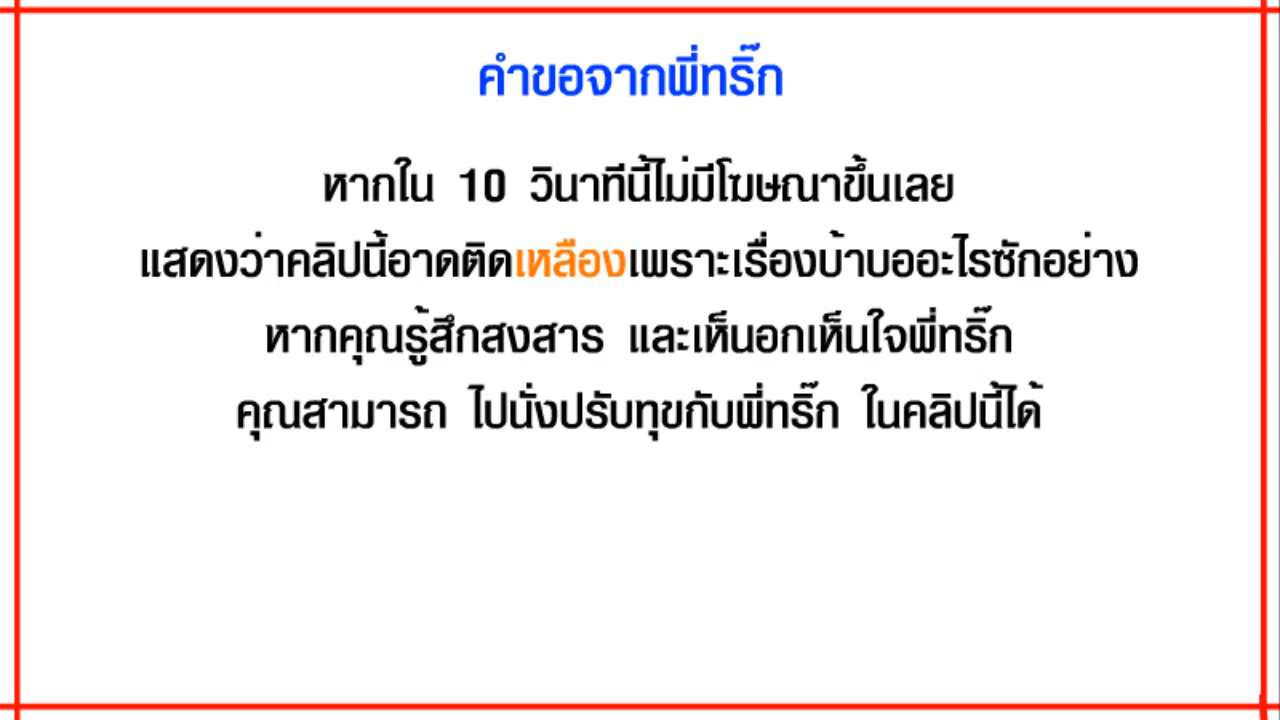 คำขอจากพี่ทริ๊ก
หากใน 10 วินาทีนี้ไม่มีโฆษณาขึ้นเลย
แสดงว่าคลิปนี้อาดติดเหลืองเพราะเรื่องบ้าบออะไรซักอย่าง
หากคุณรู้สึกสงสาร และเห็นอกเห็นใจพี่ทริ๊ก
คุณสามารถ ไปนั่งปรับทุขกับพี่ทริ๊ก ในคลิปนี้ได้